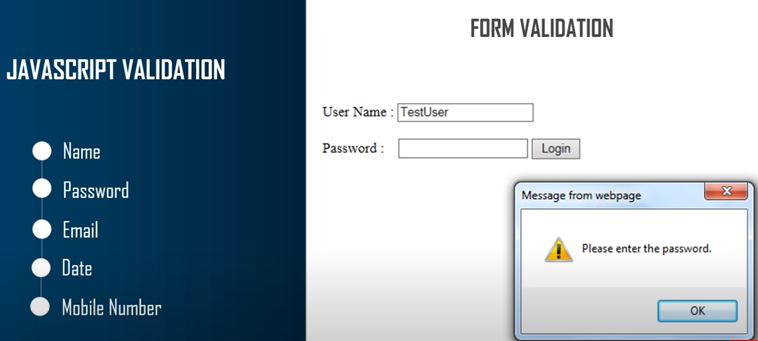 JAVASCRIPT VALIDATION
Name
Password
Email
Date
Mobile Number
FORM VALIDATION
User Name : TestUser
Password : Login
Message from webpage
Please enter the password.
OK